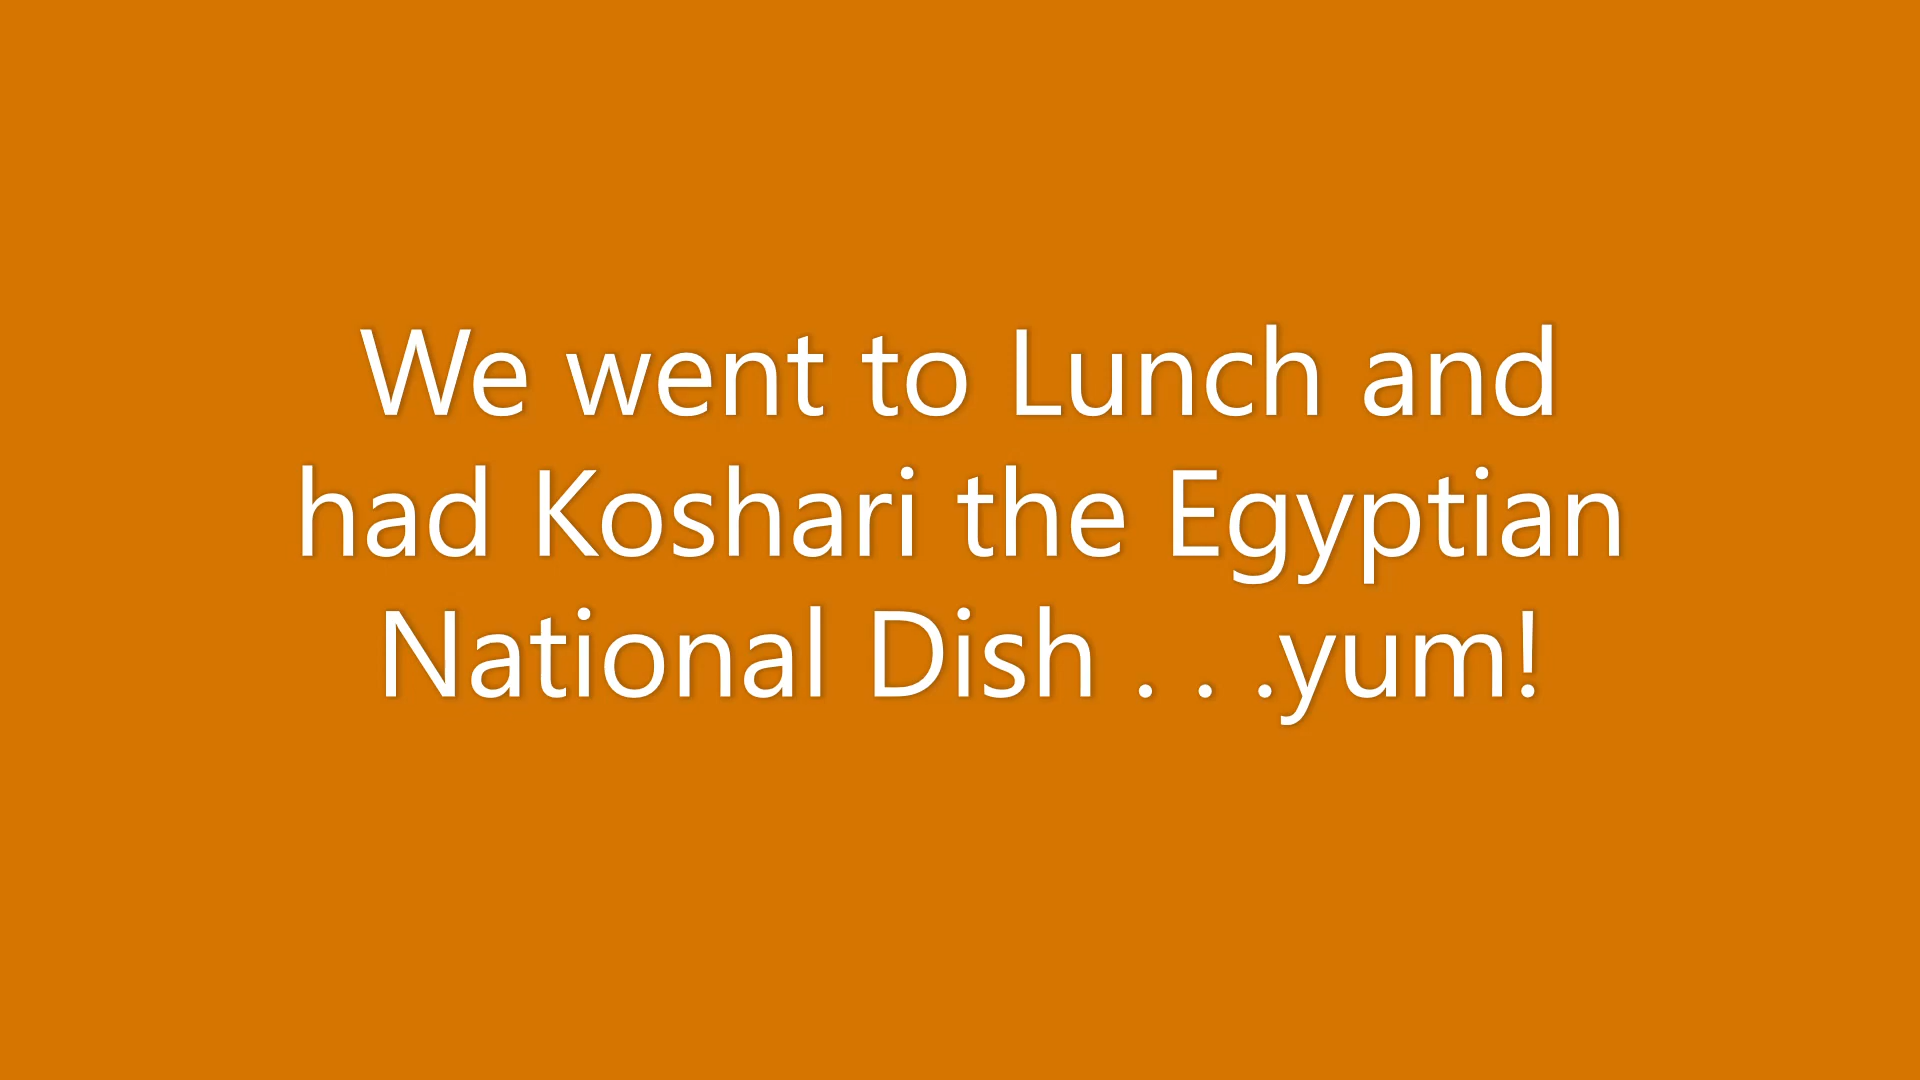 We went to Lunch and
had Koshari the Egyptian
National Dish . . .yum!